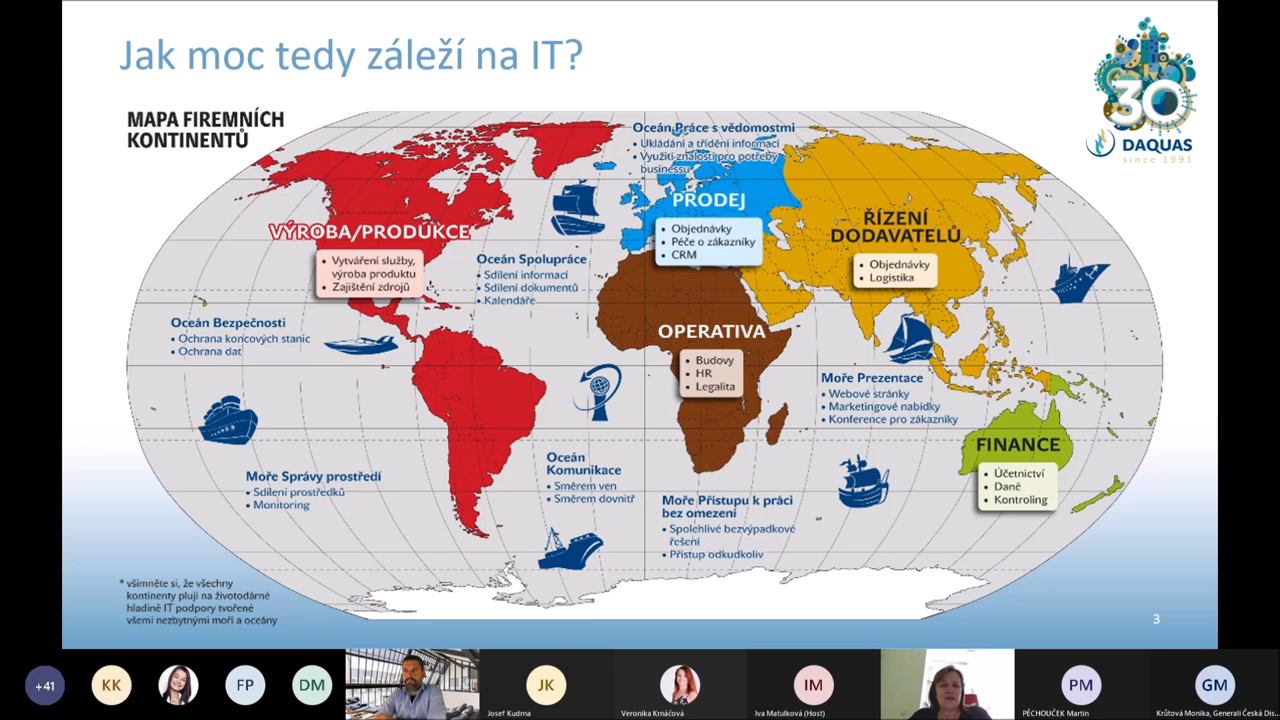 Jak moc tedy záleží na IT?
30
DAQUAS
since 1991
MAPA FIREMNÍCH
KONTINENTŮ
Oceán Práce s vědomostmi
• Ukládání a třídění informací
• Využití znalostí pro potřeby
businessu
PRODEJ
• Objednávky
• Péče o zákazníky
• CRM
ŘÍZENÍ
DODAVATELŮ
• Objednávky
• Logistika
VÝROBA/PRODUKCE
• Vytváření služby,
výroba produktu
• Zajištění zdrojů
Oceán Spolupráce
• Sdílení informací
• Sdílení dokumentů
• Kalendáře
Oceán Bezpečnosti
• Ochrana koncových stanic
• Ochrana dat
OPERATIVA
• Budovy
• HR
• Legalita
Moře Prezentace
• Webové stránky
• Marketingové nabídky
• Konference pro zákazníky
FINANCE
• Účetnictví
• Daně
• Kontroling
Moře Správy prostředí
• Sdílení prostředků
• Monitoring
Oceán
Komunikace
• Směrem ven
• Směrem dovnitř
Moře Přístupu k práci
bez omezení
• Spolehlivé bezvýpadkové
řešení
• Přístup odkudkoliv
* všimněte si, že všechny
kontinenty plují na životodárné
hladině IT podpory tvořené
všemi nezbytnými moři a oceány
3
+41
KK
FP
DM
JK
Josef Kudrna
Veronika Krnáčová
IM
Iva Matulková (Host)
PM
PĚCHOUČEK Martin
GM
Krůtová Monika, Generali Česká Dis...